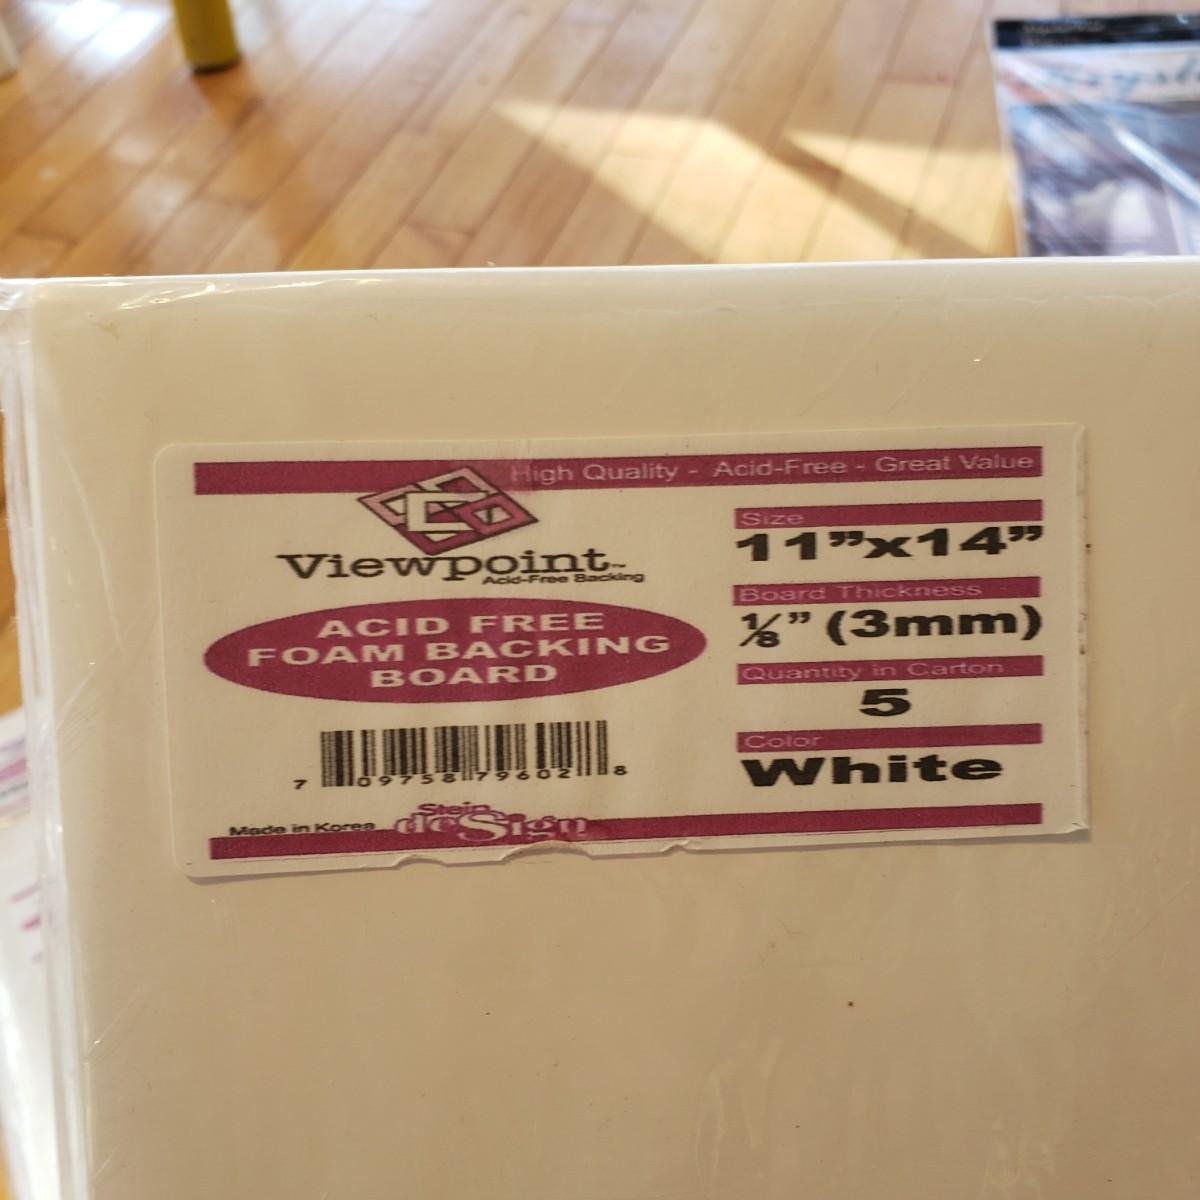 High Quality - Acid-Free - Great Value
Viewpoint™
Acid-Free Backing
ACID FREE
FOAM BACKING
BOARD
7 09758 79602 8
Made in Korea
Stein
deSign
Size
11”x14”
Board Thickness
⅛” (3mm)
Quantity in Carton
5
Color
White